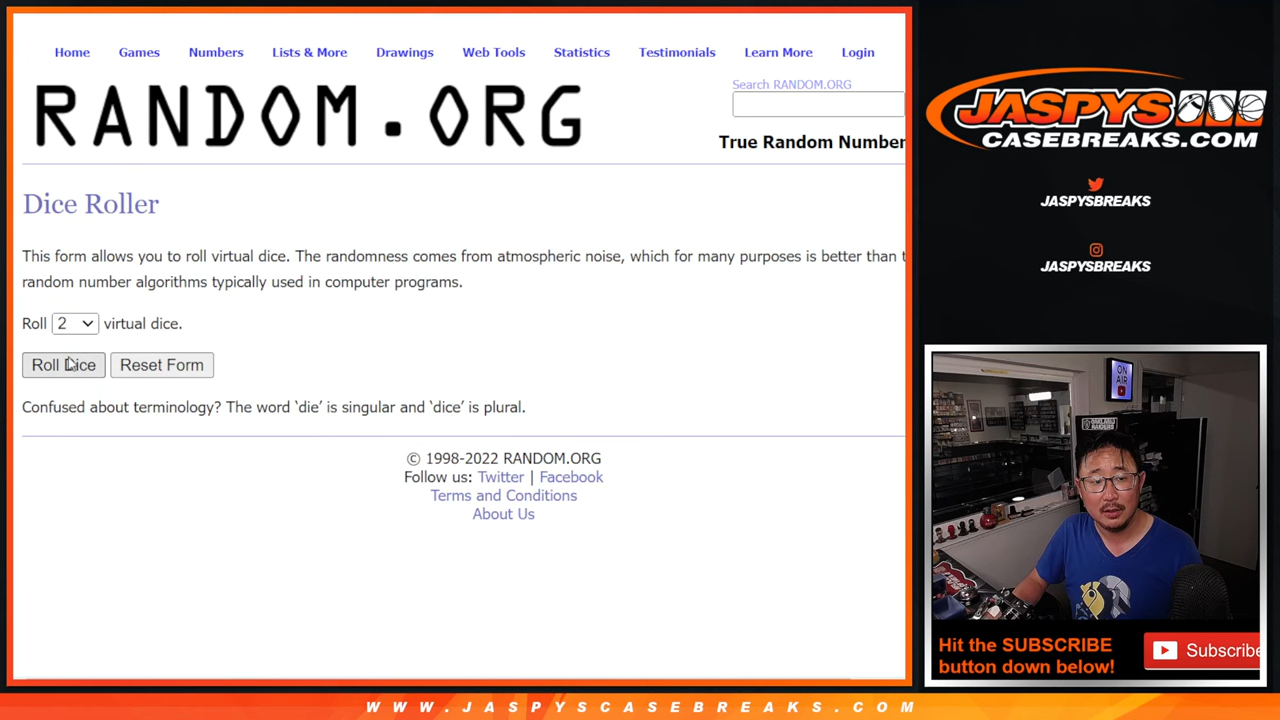 Home Games Numbers Lists & More Drawings Web Tools Statistics Testimonials Learn More Login
RANDOM.ORG
Search RANDOM.ORG
True Random Number
Dice Roller
This form allows you to roll virtual dice. The randomness comes from atmospheric noise, which for many purposes is better than
random number algorithms typically used in computer programs.
Roll 2 virtual dice.
Roll Dice Reset Form
Confused about terminology? The word ‘die’ is singular and ‘dice’ is plural.
© 1998-2022 RANDOM.ORG
Follow us: Twitter | Facebook
Terms and Conditions
About Us
JASPYS
CASEBREAKS.COM
JASPYSBREAKS
JASPYSBREAKS
ON
AIR
Hit the SUBSCRIBE
button down below!
Subscribe
WWW.JASPYSCASEBREAKS.COM